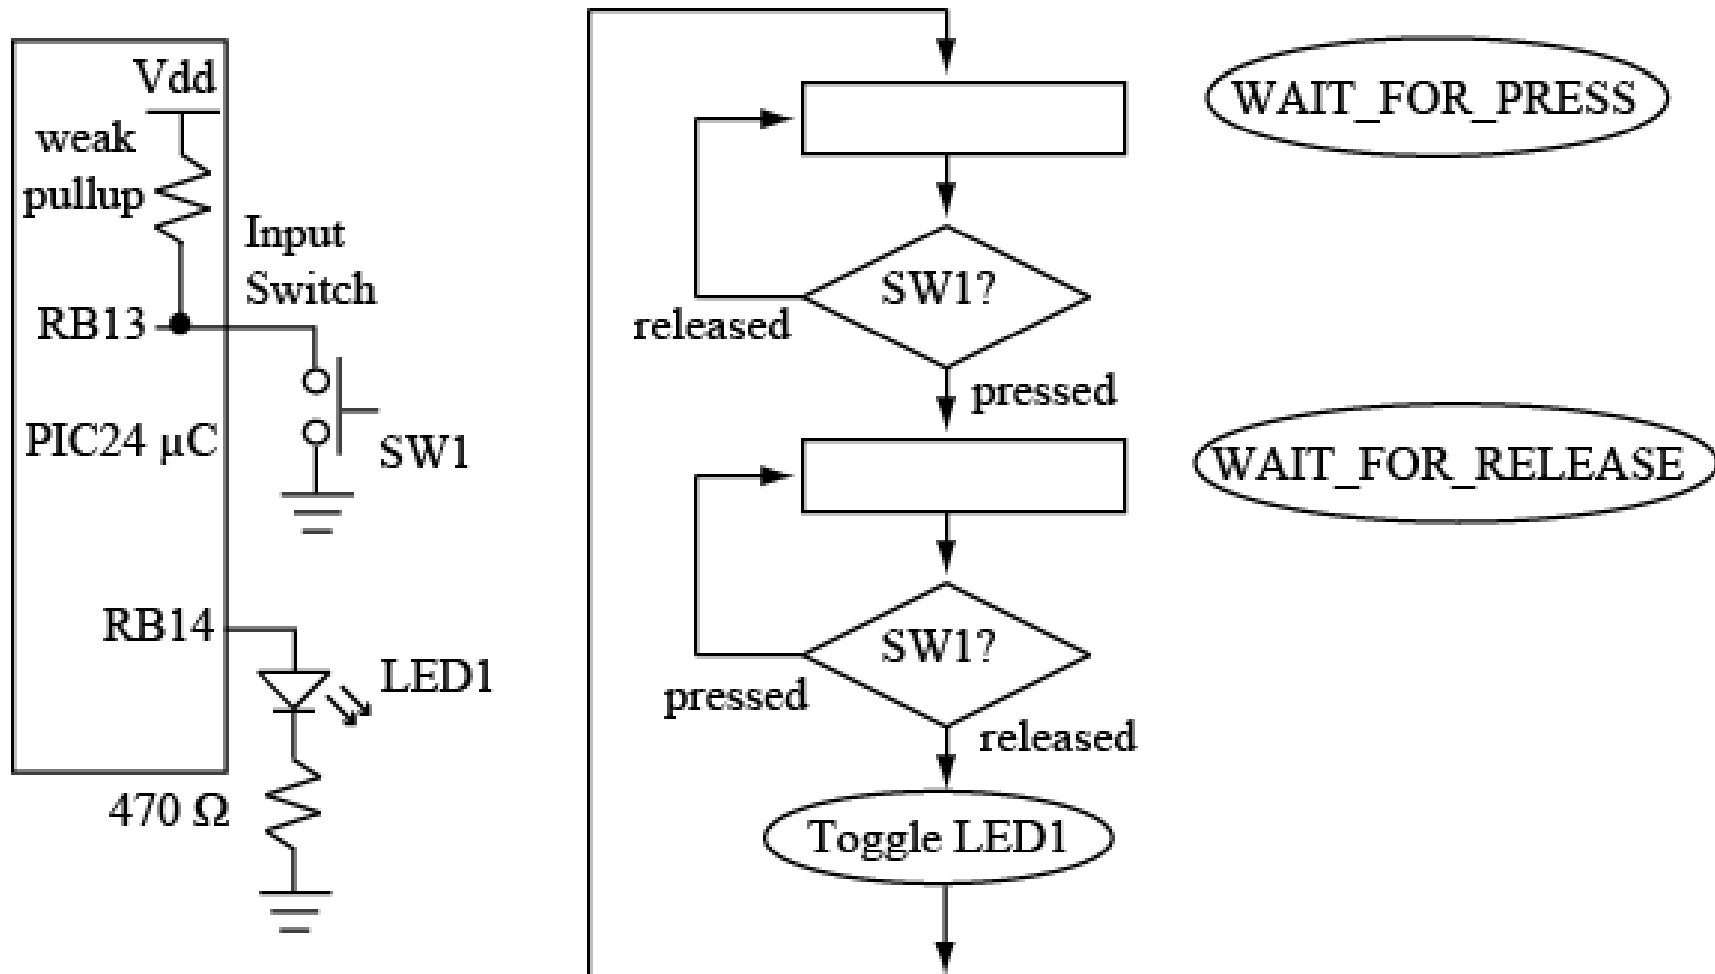 Vdd
weak
pullup
Input
Switch
RB13
PIC24 μC
SW1
RB14
LED1
470 Ω
WAIT_FOR_PRESS
SW1?
released
pressed
WAIT_FOR_RELEASE
SW1?
pressed
released
Toggle LED1